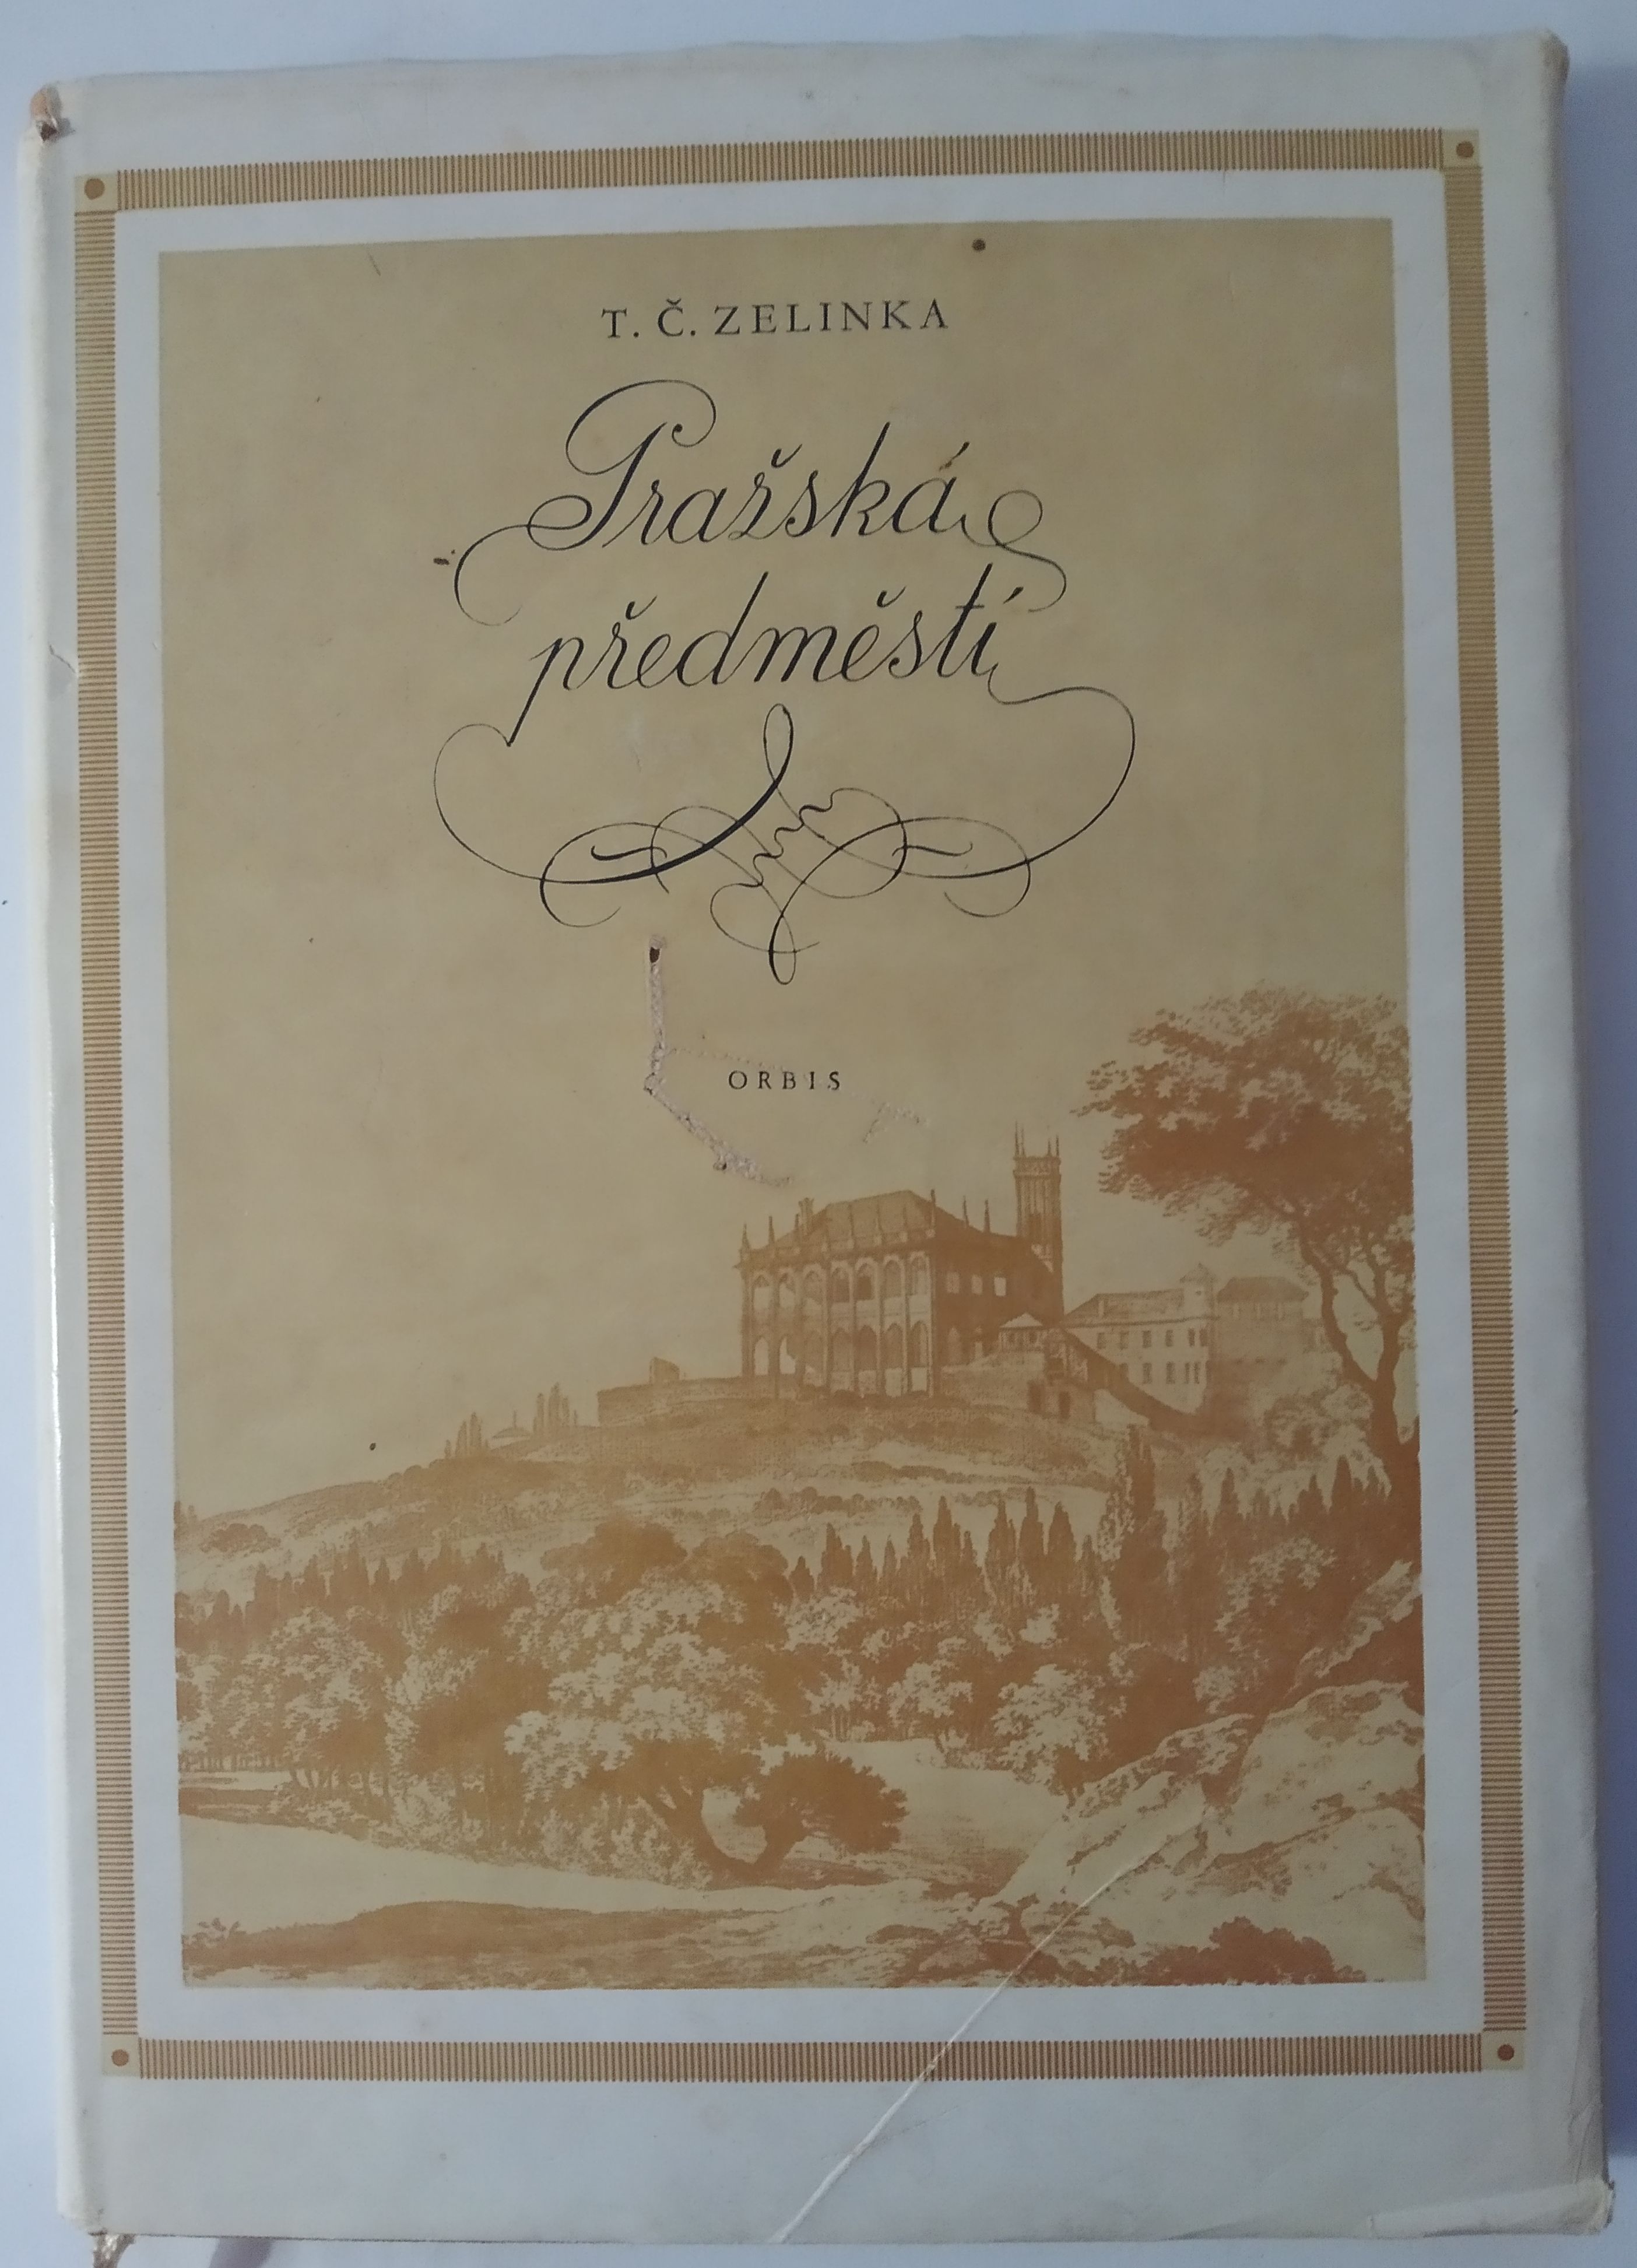 T. Č. ZELINKA
Pražská
předměstí
ORBIS